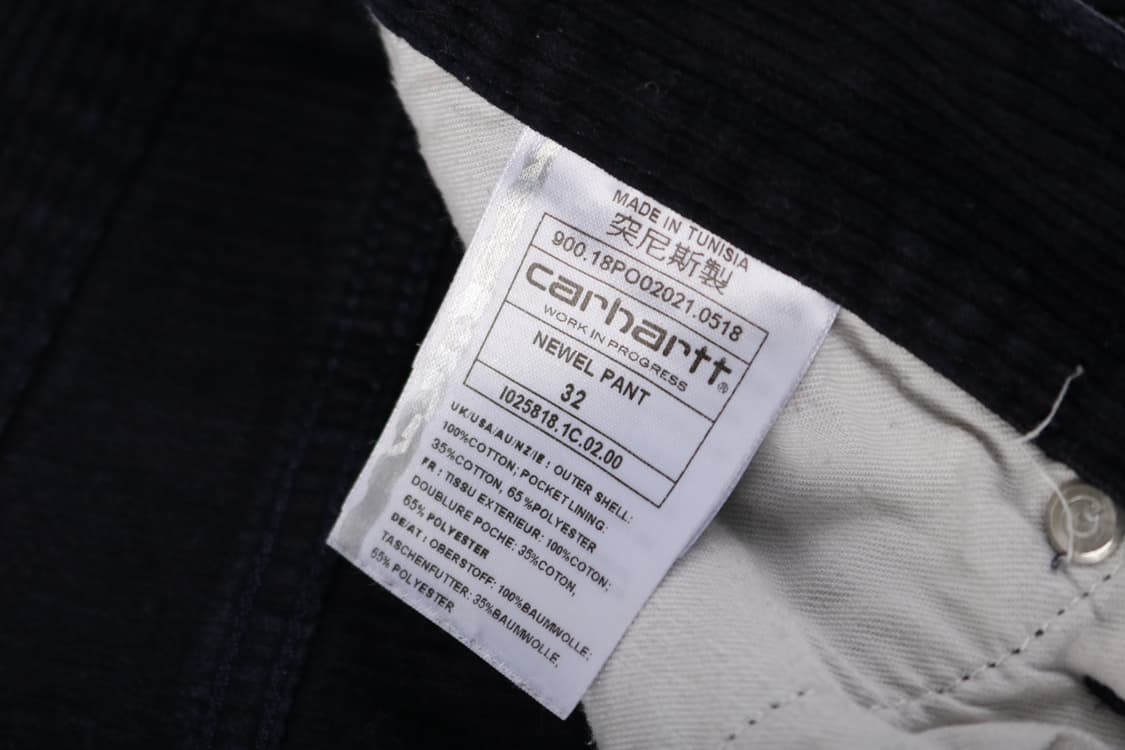 MADE IN TUNISIA
突尼斯製
900.18PO02021.0518
carhartt®
WORK IN PROGRESS
NEWEL PANT
32
I025818.1C.02.00
UK/USA/AU/NZ/IE : OUTER SHELL:
100%COTTON; POCKET LINING:
35%COTTON, 65%POLYESTER
FR : TISSU EXTERIEUR: 100%COTON;
DOUBLURE POCHE: 35%COTON,
65% POLYESTER
DE/AT : OBERSTOFF: 100%BAUMWOLLE;
TASCHENFUTTER: 35%BAUMWOLLE,
65% POLYESTER